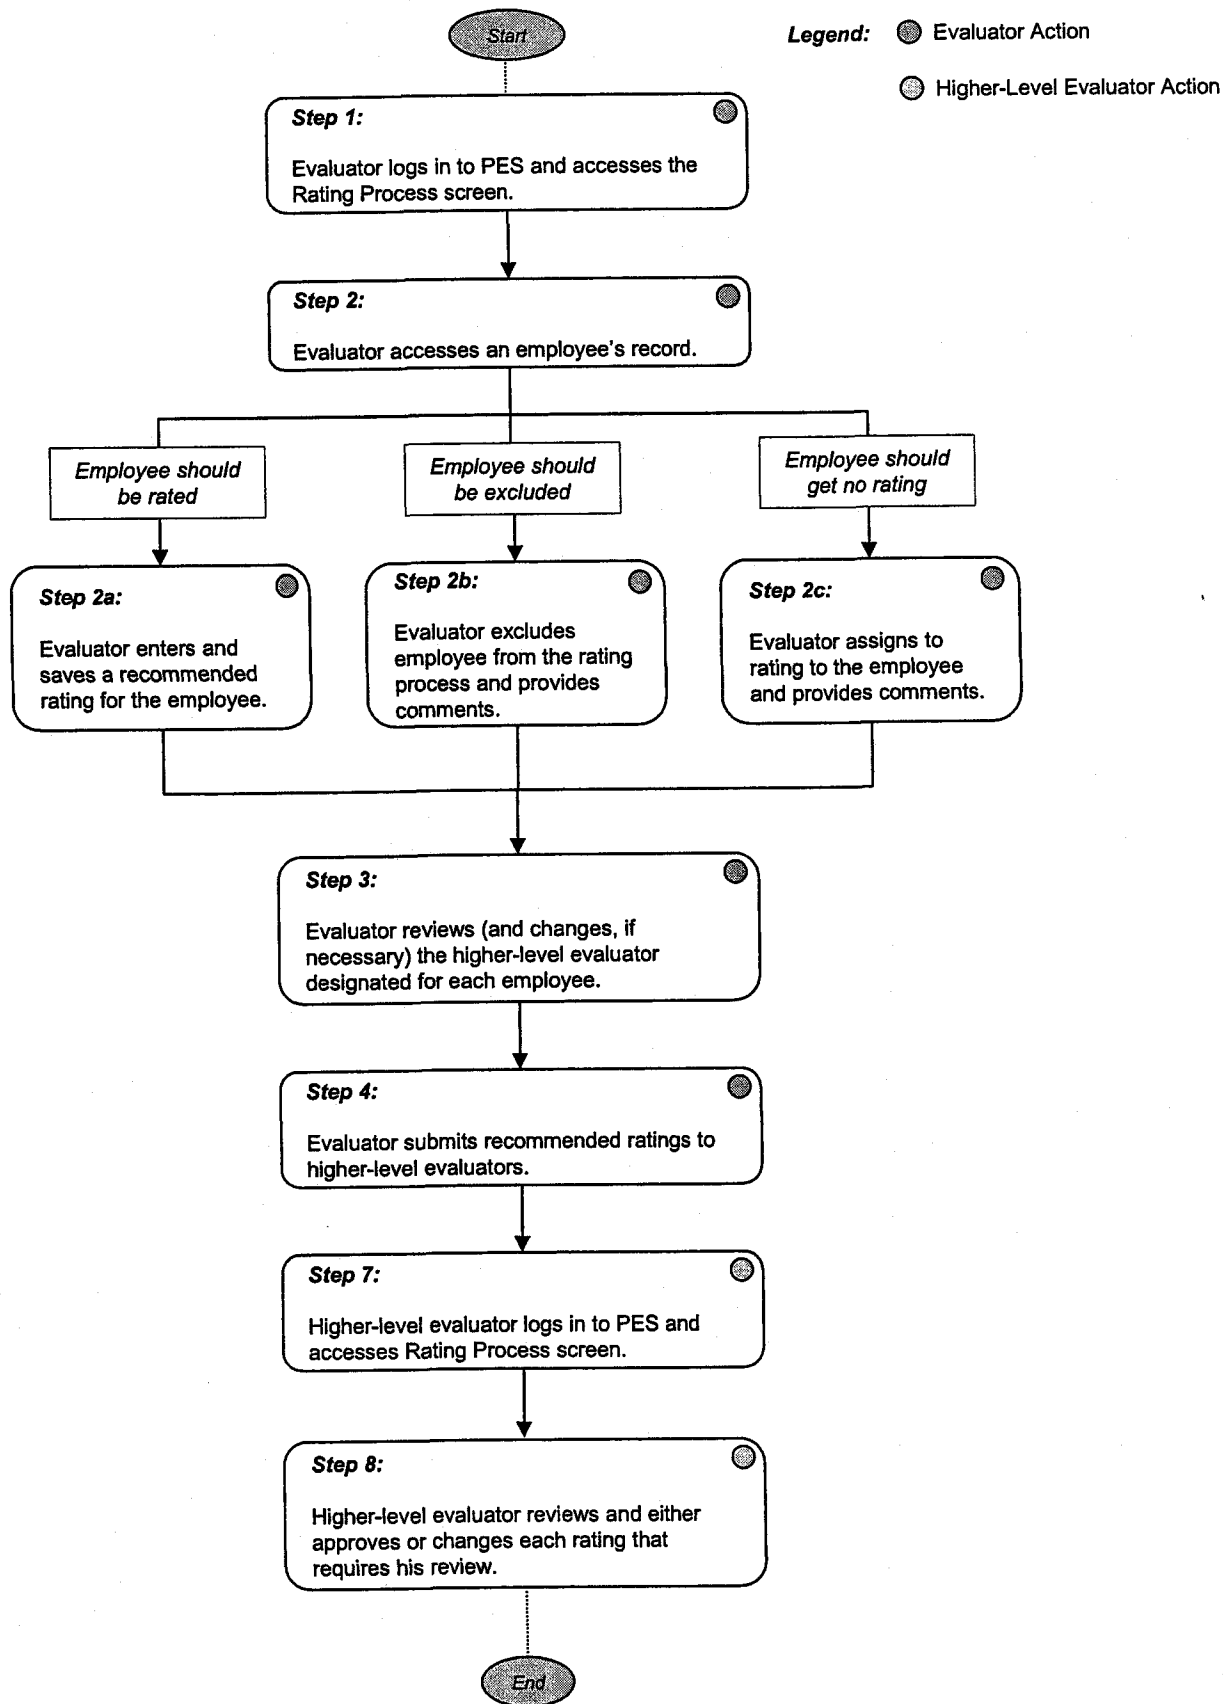 Start
Legend:
Evaluator Action
Higher-Level Evaluator Action
Step 1:
Evaluator logs in to PES and accesses the
Rating Process screen.
Step 2:
Evaluator accesses an employee's record.
Employee should
be rated
Employee should
be excluded
Employee should
get no rating
Step 2a:
Evaluator enters and
saves a recommended
rating for the employee.
Step 2b:
Evaluator excludes
employee from the rating
process and provides
comments.
Step 2c:
Evaluator assigns to
rating to the employee
and provides comments.
Step 3:
Evaluator reviews (and changes, if
necessary) the higher-level evaluator
designated for each employee.
Step 4:
Evaluator submits recommended ratings to
higher-level evaluators.
Step 7:
Higher-level evaluator logs in to PES and
accesses Rating Process screen.
Step 8:
Higher-level evaluator reviews and either
approves or changes each rating that
requires his review.
End